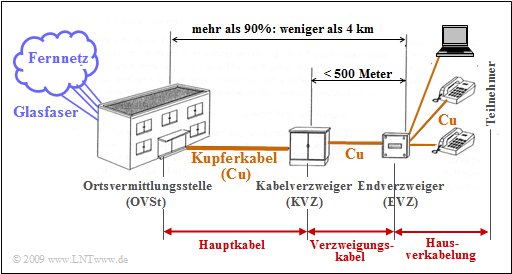 mehr als 90%: weniger als 4 km
Fernnetz
< 500 Meter
Glasfaser
Teilnehmer
Cu
Kupferkabel
(Cu)
Cu
Ortsvermittlungsstelle
(OVSt)
Kabelverzweiger
(KVZ)
Endverzweiger
(EVZ)
Hauptkabel
Verzweigungs-
kabel
Haus-
verkabelung
© 2009 www.LNTwww.de